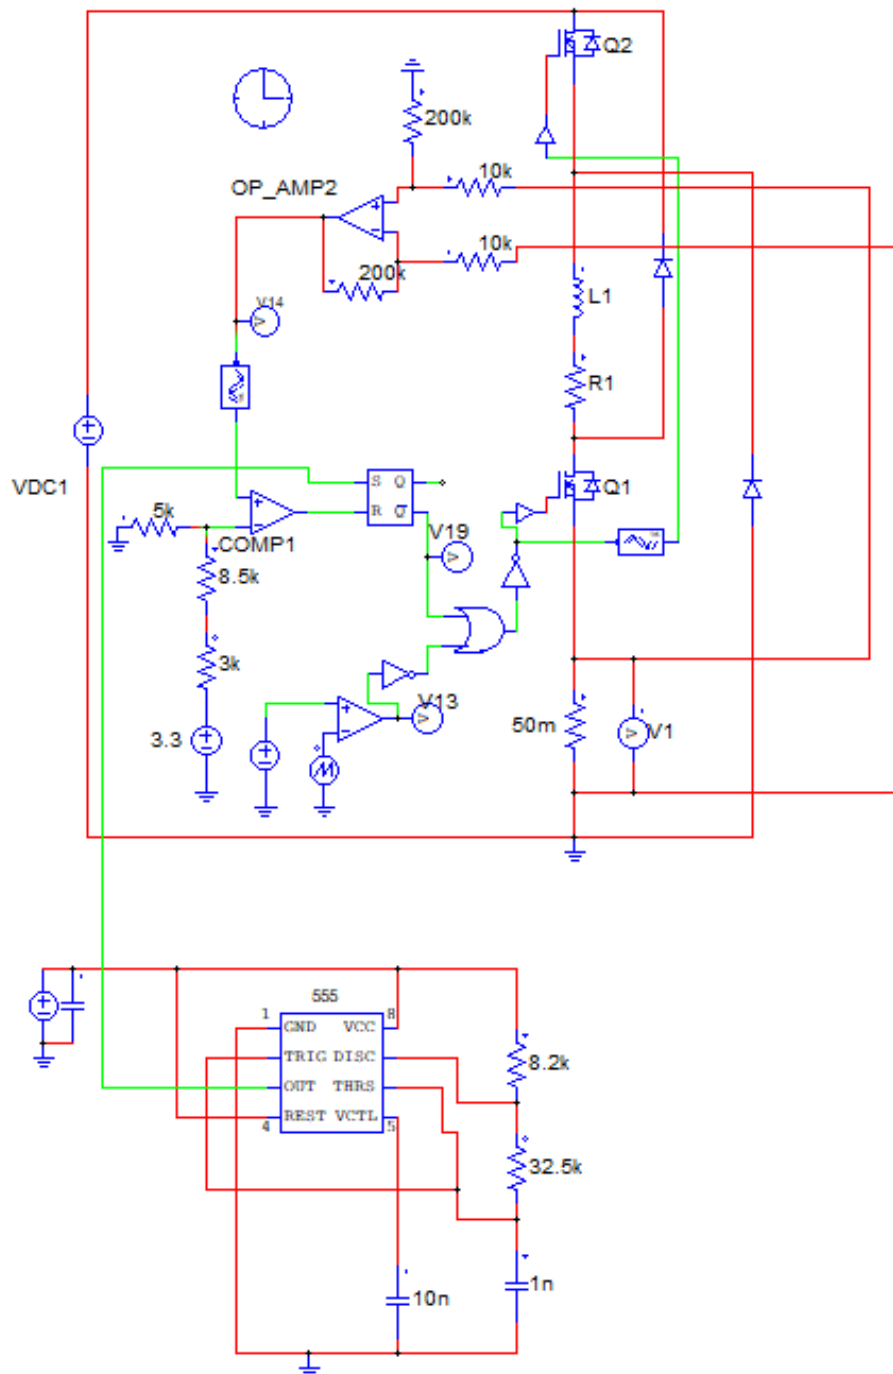 Q2
200k
10k
OP_AMP2
10k
200k
V14
L1
R1
VDC1
S Q
R Q
Q1
5k
V19
COMP1
8.5k
3k
V13
3.3
50m
V1
555
1 8
GND VCC
TRIG DISC
OUT THRS
REST VCTL
4 5
8.2k
32.5k
10n
1n